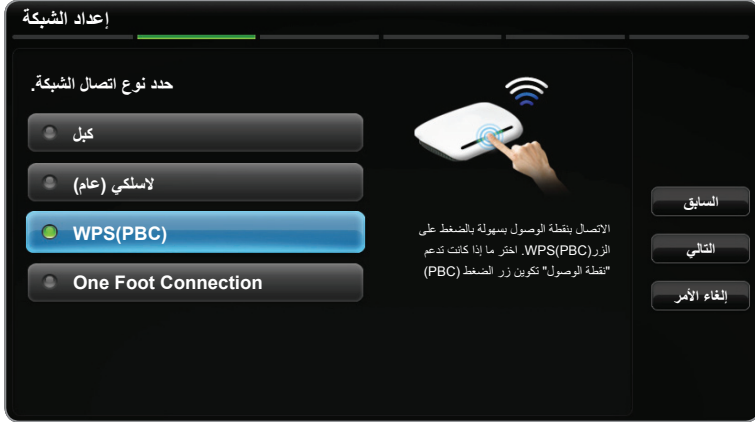 إعداد الشبكة
حدد نوع اتصال الشبكة.
كبل
لاسلكي (عام)
WPS(PBC)
One Foot Connection
الاتصال بنقطة الوصول بسهولة بالضغط على
الزر WPS(PBC). اختر ما إذا كانت تدعم
"نقطة الوصول" تكوين زر الضغط (PBC)
السابق
التالي
إلغاء الأمر